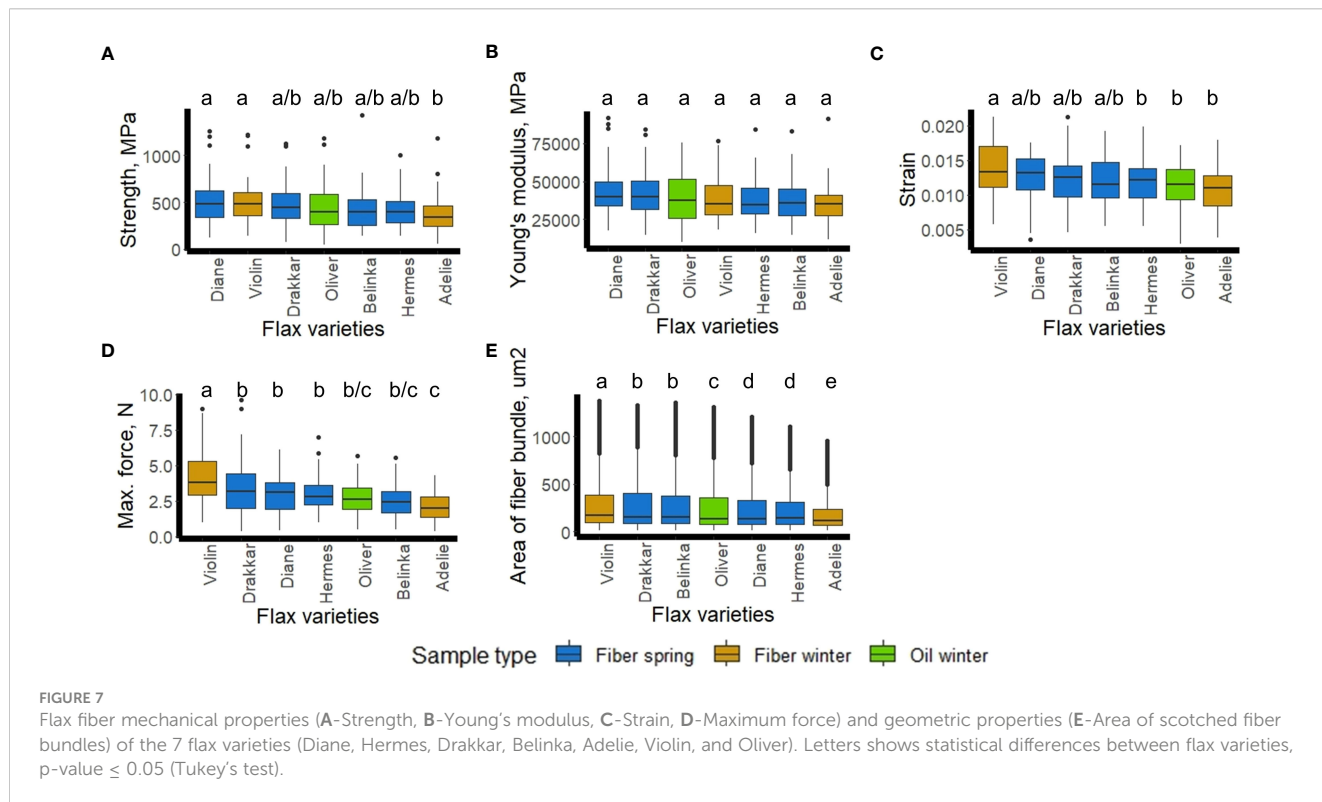 A
a a a/b a/b a/b a/b b
Strength, MPa
1000
500
0
Diane Violin Drakkar Oliver Belinka Hermes Adelie
Flax varieties
B
a a a a a a a
Young's modulus, MPa
75000
50000
25000
Diane Drakkar Oliver Violin Hermes Belinka Adelie
Flax varieties
C
a a/b a/b a/b b b b
Strain
0.020
0.015
0.010
0.005
Violin Diane Drakkar Belinka Hermes Oliver Adelie
Flax varieties
D
a b b b b/c b/c c
Max. force, N
10.0
7.5
5.0
2.5
0.0
Violin Drakkar Diane Hermes Oliver Belinka Adelie
Flax varieties
E
a b b c d d e
Area of fiber bundle, um2
1000
500
0
Violin Drakkar Belinka Oliver Diane Hermes Adelie
Flax varieties
Sample type Fiber spring Fiber winter Oil winter
FIGURE 7
Flax fiber mechanical properties (A-Strength, B-Young's modulus, C-Strain, D-Maximum force) and geometric properties (E-Area of scotched fiber
bundles) of the 7 flax varieties (Diane, Hermes, Drakkar, Belinka, Adelie, Violin, and Oliver). Letters shows statistical differences between flax varieties,
p-value ≤ 0.05 (Tukey's test).